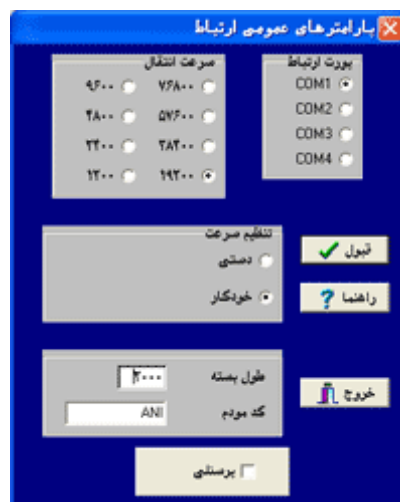 پارامترهای عمومی ارتباط
پورت ارتباط
COM1
COM2
COM3
COM4
سرعت انتقال
۷۶۸۰۰ ۹۶۰۰
۵۷۶۰۰ ۴۸۰۰
۳۸۴۰۰ ۲۴۰۰
۱۹۲۰۰ ۱۲۰۰
تنظیم سرعت
دستی
خودکار
قبول
راهنما
طول بسته ۲۰۰۰
کد مودم ANI
خروج
پرسنلی